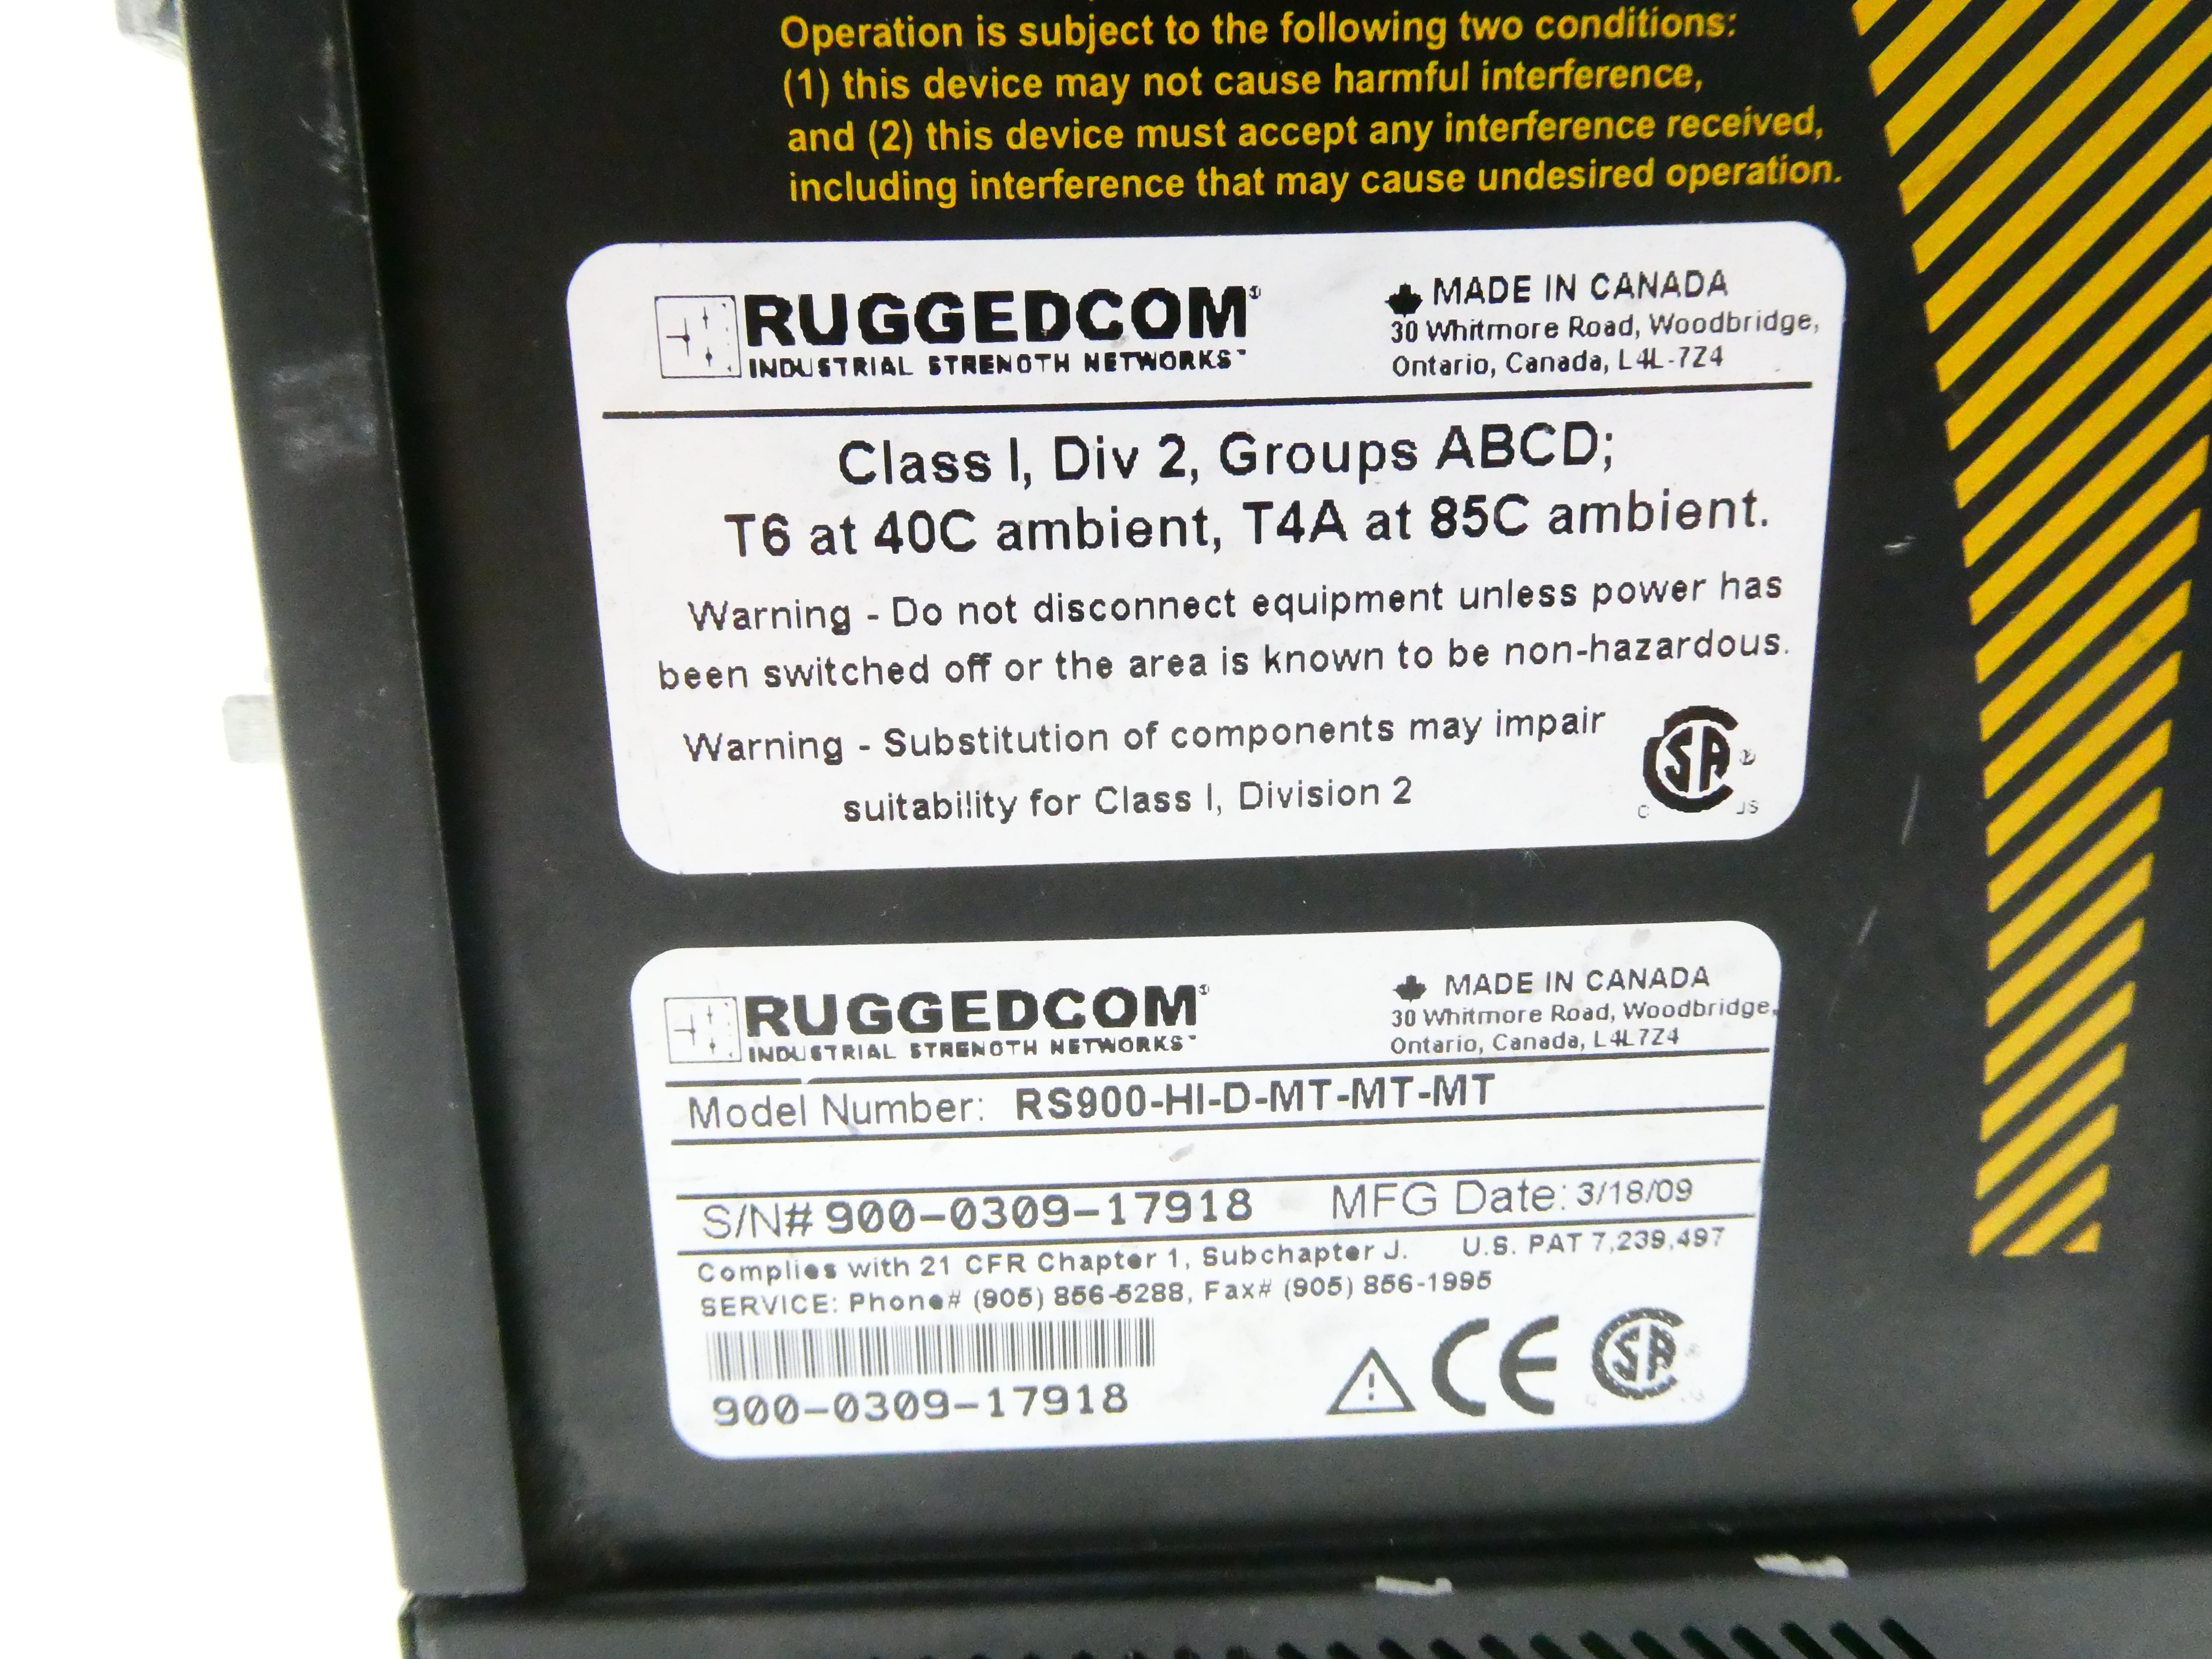 Operation is subject to the following two conditions:
(1) this device may not cause harmful interference,
and (2) this device must accept any interference received,
including interference that may cause undesired operation.
RUGGEDCOM®
INDUSTRIAL STRENGTH NETWORKS™
MADE IN CANADA
30 Whitmore Road, Woodbridge,
Ontario, Canada, L4L-7Z4
Class I, Div 2, Groups ABCD;
T6 at 40C ambient, T4A at 85C ambient.
Warning - Do not disconnect equipment unless power has
been switched off or the area is known to be non-hazardous.
Warning - Substitution of components may impair
suitability for Class I, Division 2
C SA ® US
RUGGEDCOM®
INDUSTRIAL STRENGTH NETWORKS™
MADE IN CANADA
30 Whitmore Road, Woodbridge,
Ontario, Canada, L4L7Z4
Model Number: RS900-HI-D-MT-MT-MT
S/N# 900-0309-17918 MFG Date: 3/18/09
Complies with 21 CFR Chapter 1, Subchapter J. U.S. PAT 7,239,497
SERVICE: Phone# (905) 856-5288, Fax# (905) 856-1995
900-0309-17918
! CE SA